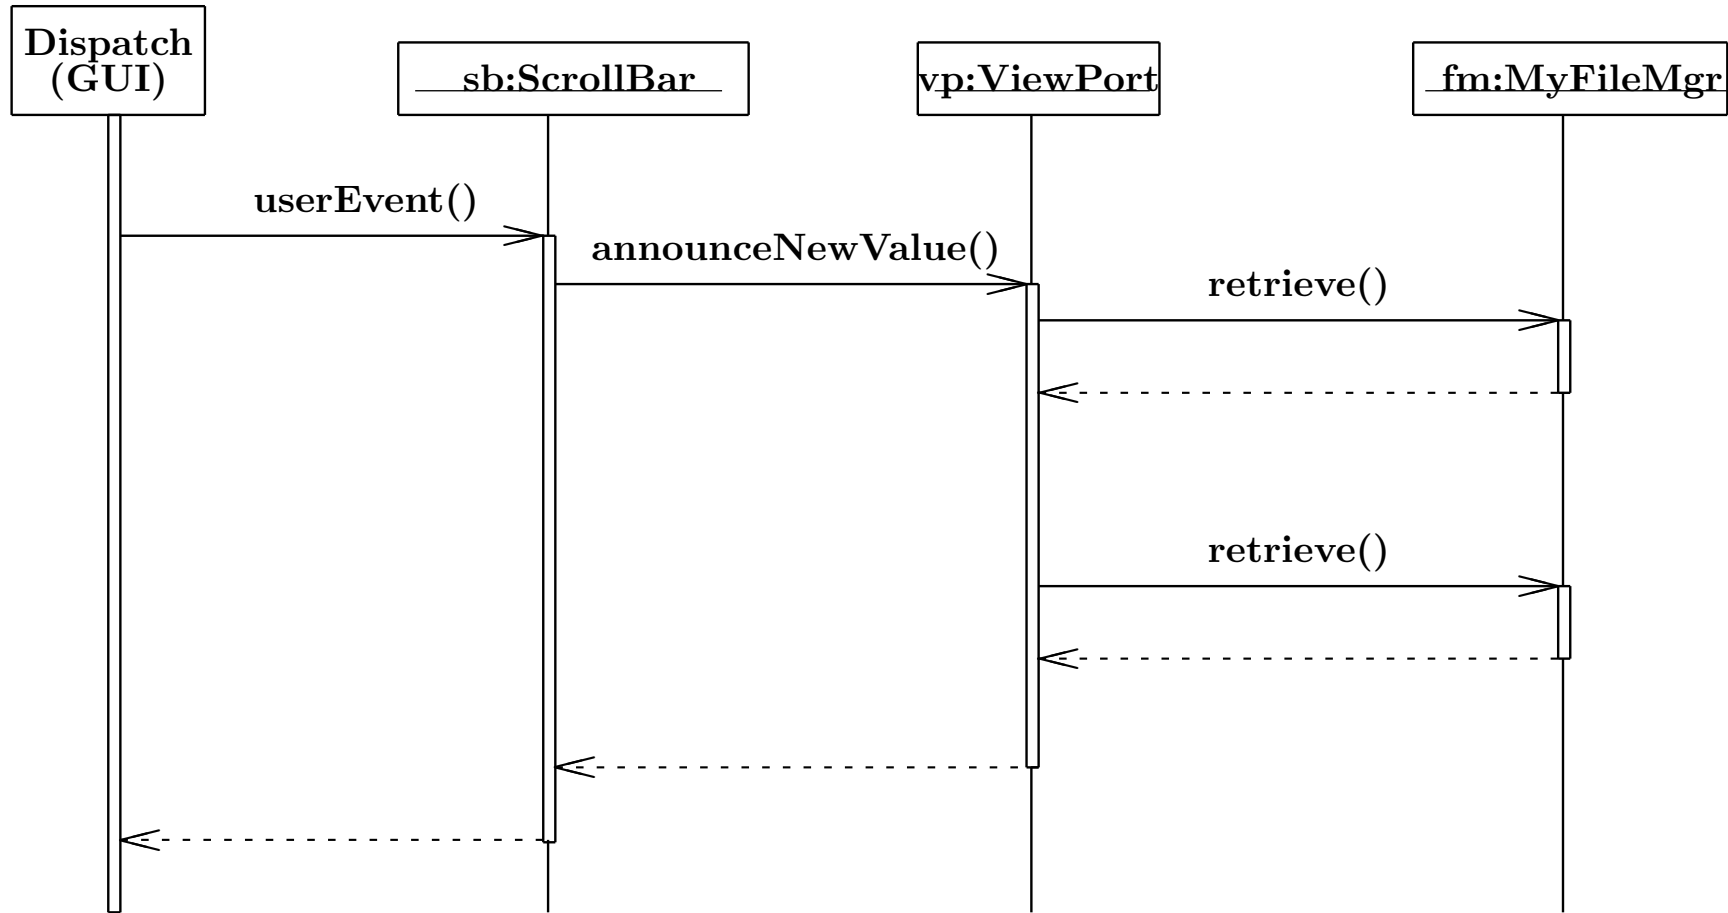 Dispatch
(GUI)
sb:ScrollBar
vp:ViewPort
fm:MyFileMgr
userEvent()
announceNewValue()
retrieve()
retrieve()